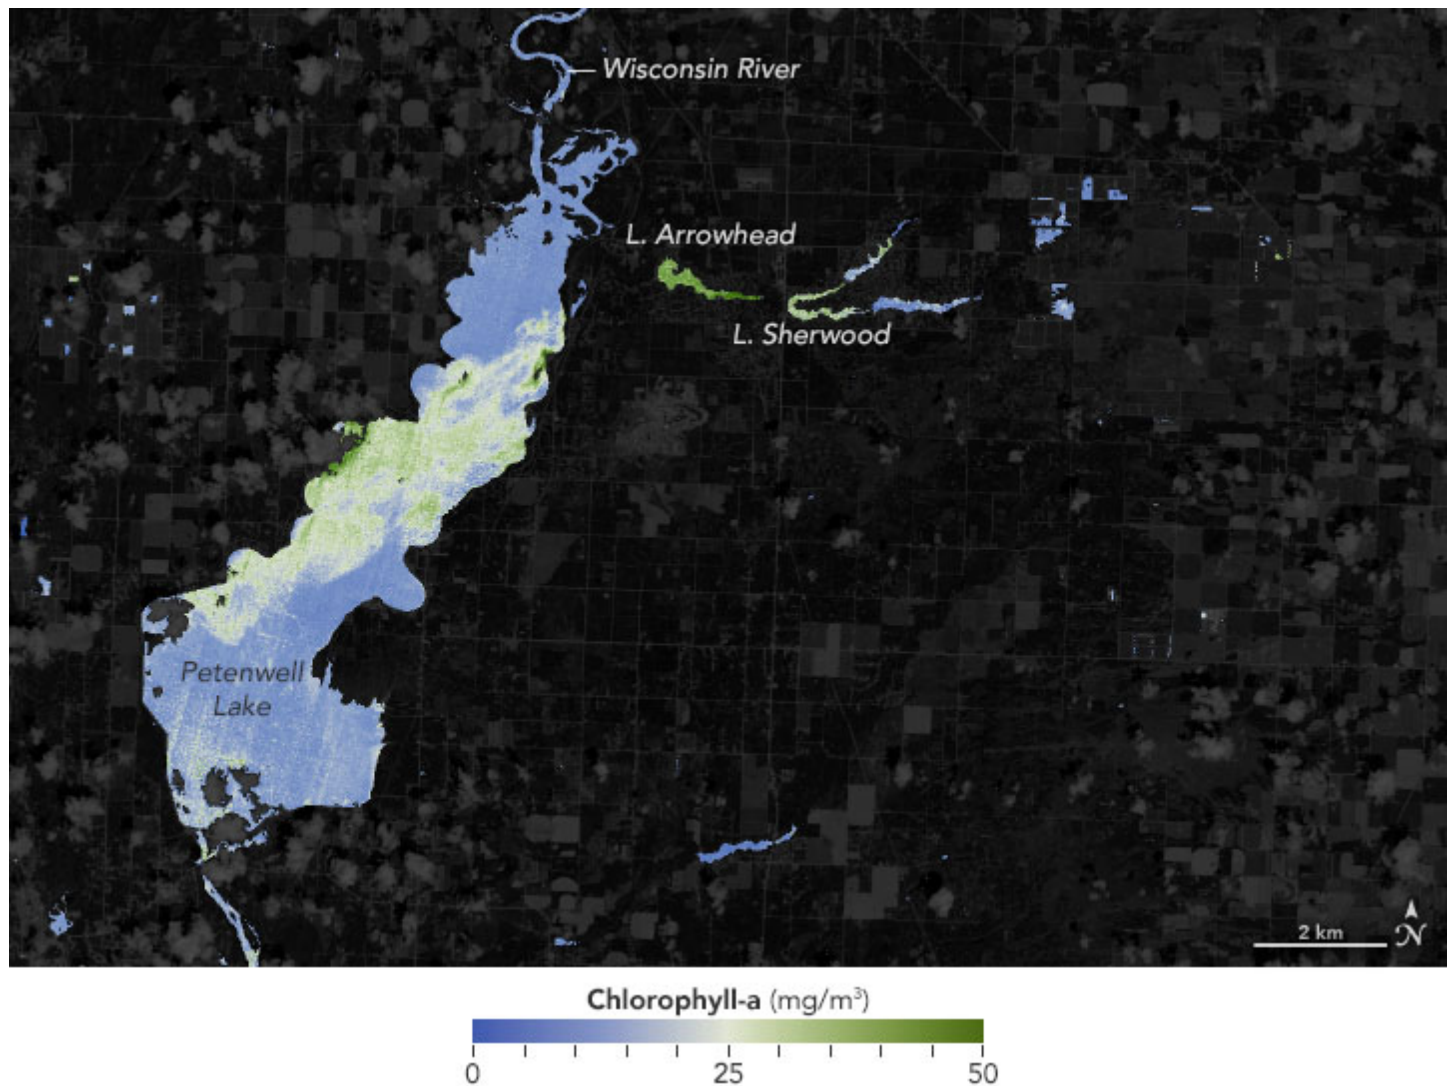 Wisconsin River
L. Arrowhead
L. Sherwood
Petenwell
Lake
2 km
N
Chlorophyll-a (mg/m³)
0 25 50